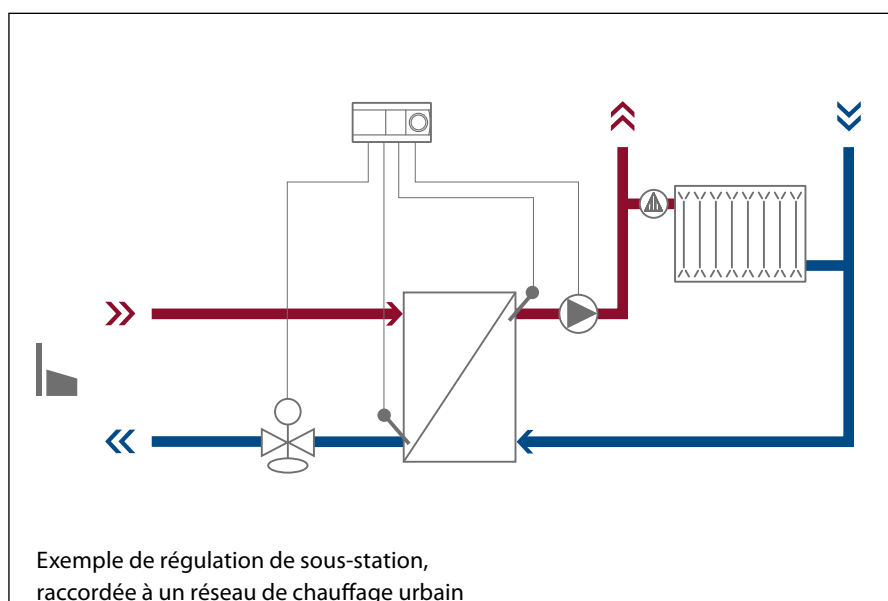 Exemple de régulation de sous-station,
raccordée à un réseau de chauffage urbain